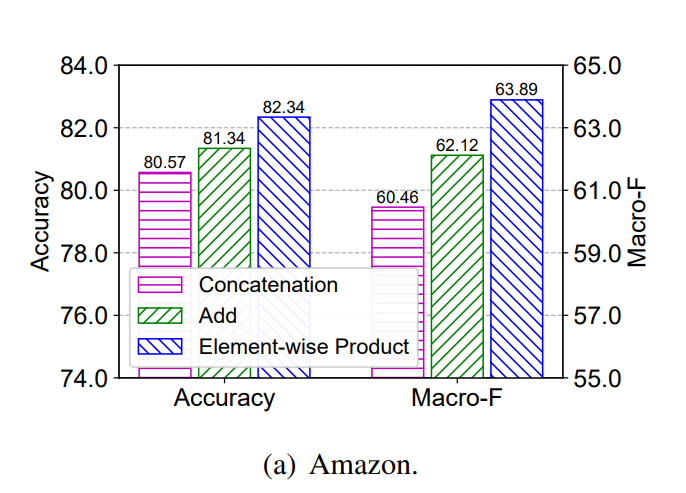 84.0
82.0
80.0
78.0
76.0
74.0
Accuracy
65.0
63.0
61.0
59.0
57.0
55.0
Macro-F
80.57
81.34
82.34
60.46
62.12
63.89
Concatenation
Add
Element-wise Product
Accuracy
Macro-F
(a) Amazon.